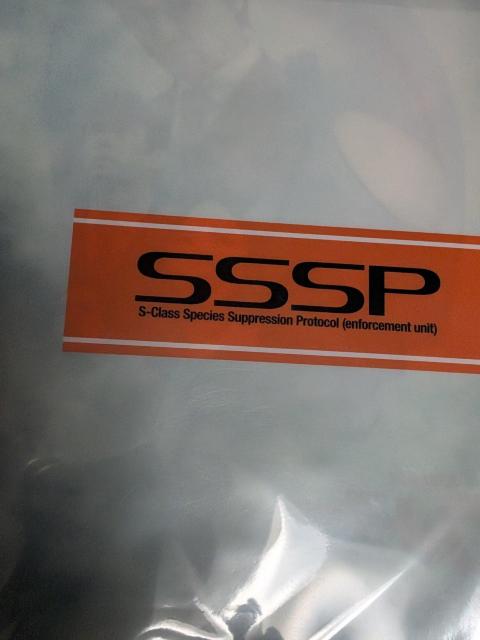 SSSP
S-Class Species Suppression Protocol (enforcement unit)